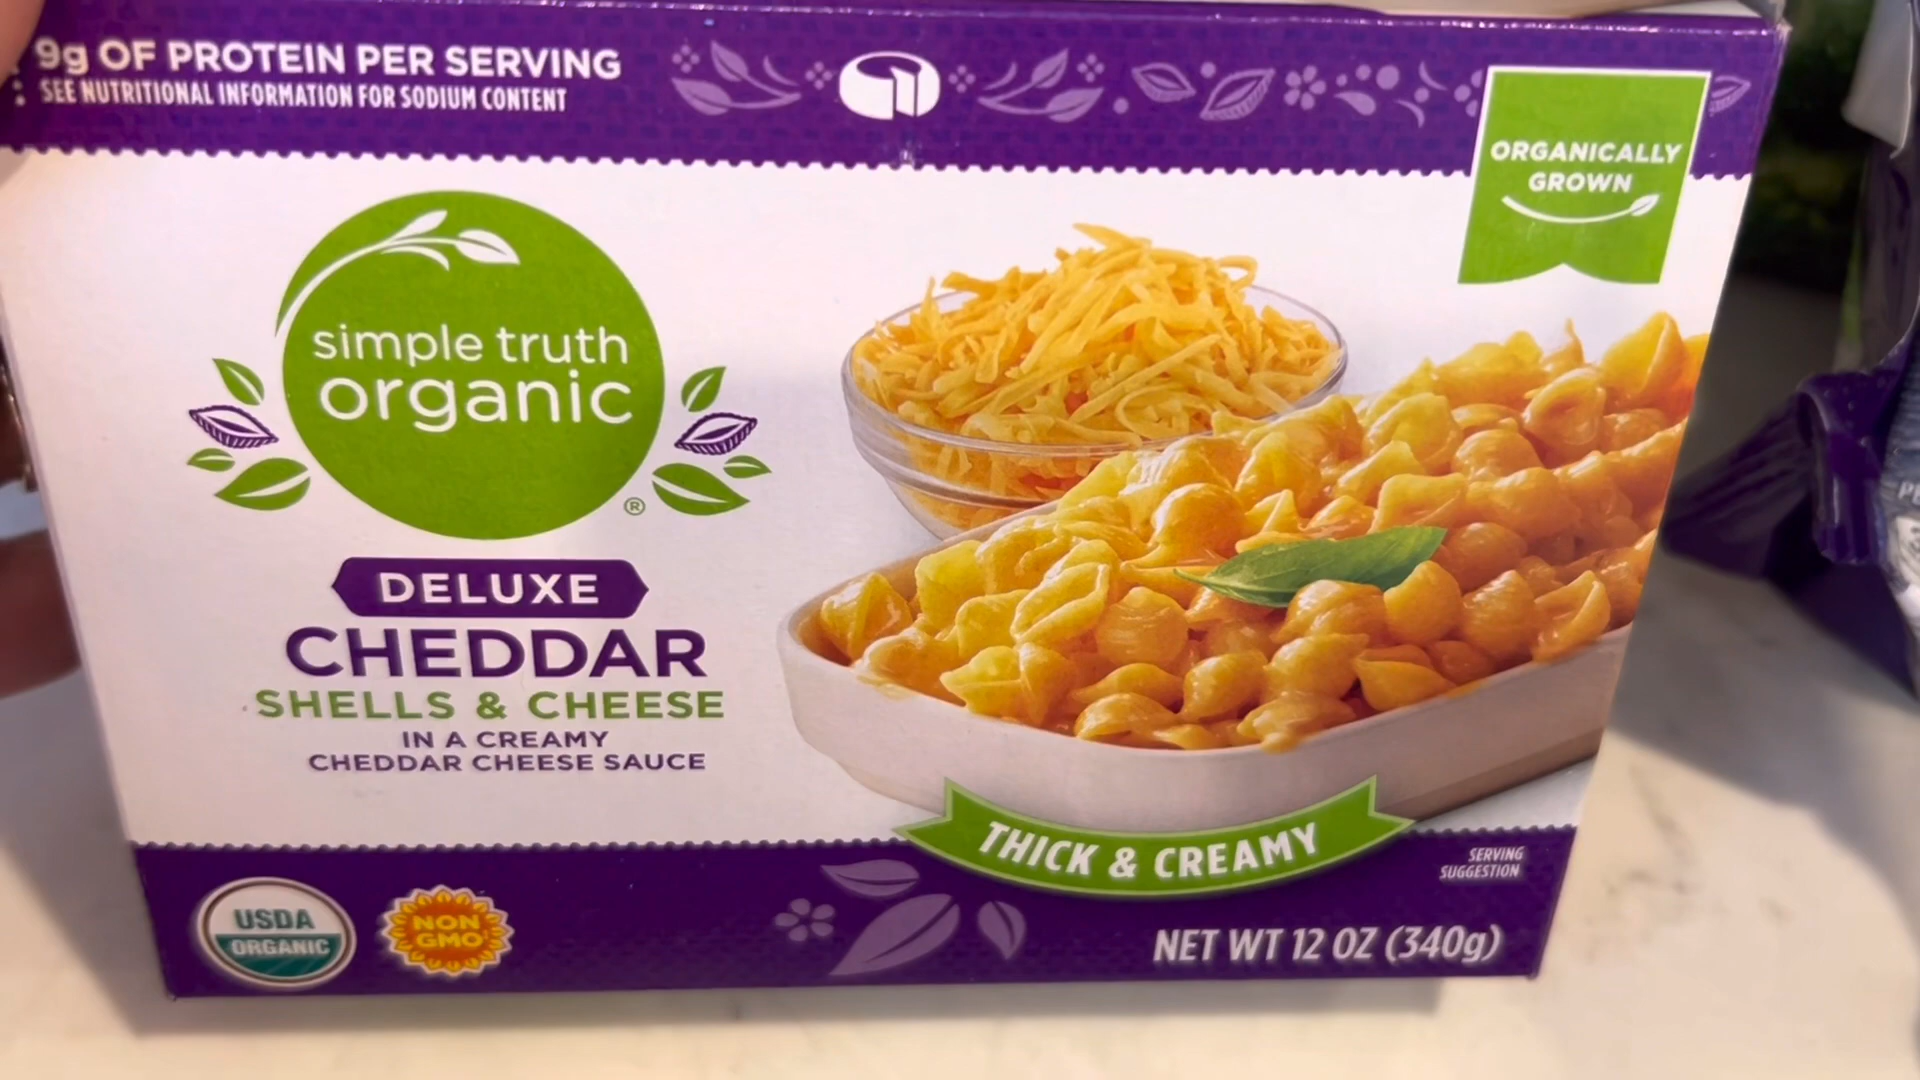 9g OF PROTEIN PER SERVING
SEE NUTRITIONAL INFORMATION FOR SODIUM CONTENT
ORGANICALLY
GROWN
simple truth
organic
®
DELUXE
CHEDDAR
SHELLS & CHEESE
IN A CREAMY
CHEDDAR CHEESE SAUCE
THICK & CREAMY
SERVING
SUGGESTION
USDA
ORGANIC
NON
GMO
NET WT 12 OZ (340g)